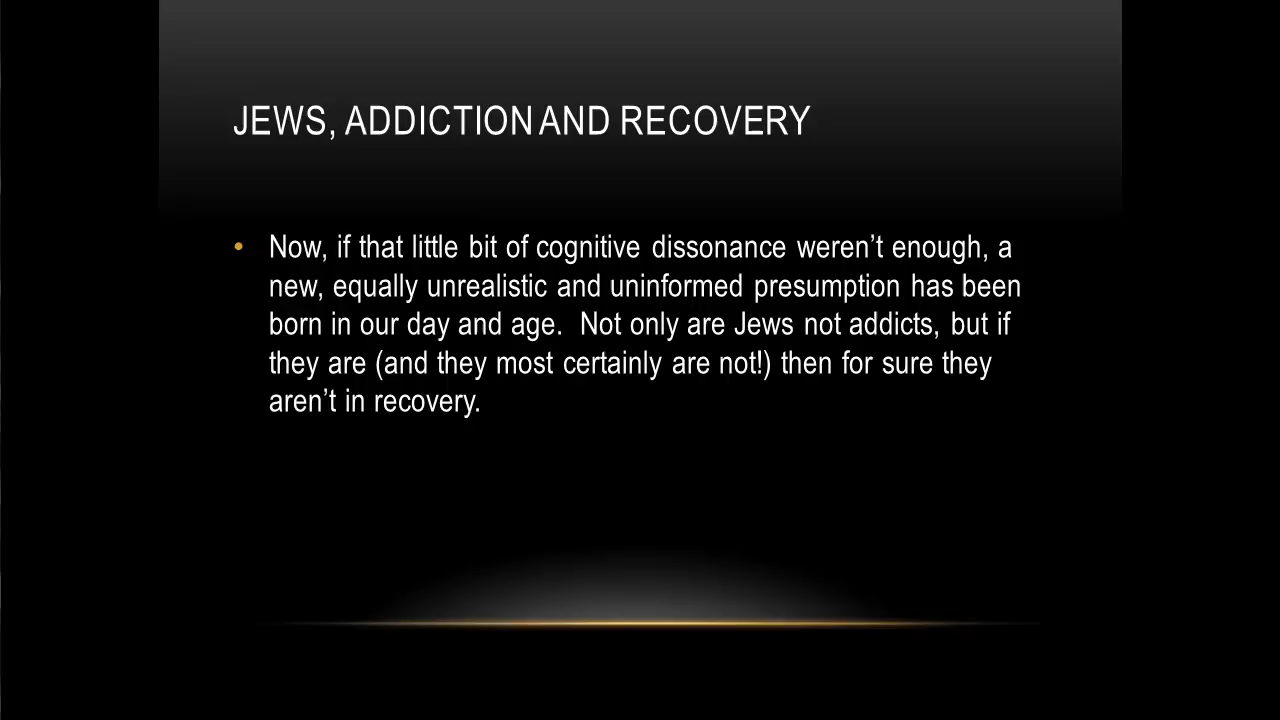 JEWS, ADDICTION AND RECOVERY
• Now, if that little bit of cognitive dissonance weren’t enough, a
new, equally unrealistic and uninformed presumption has been
born in our day and age.  Not only are Jews not addicts, but if
they are (and they most certainly are not!) then for sure they
aren’t in recovery.